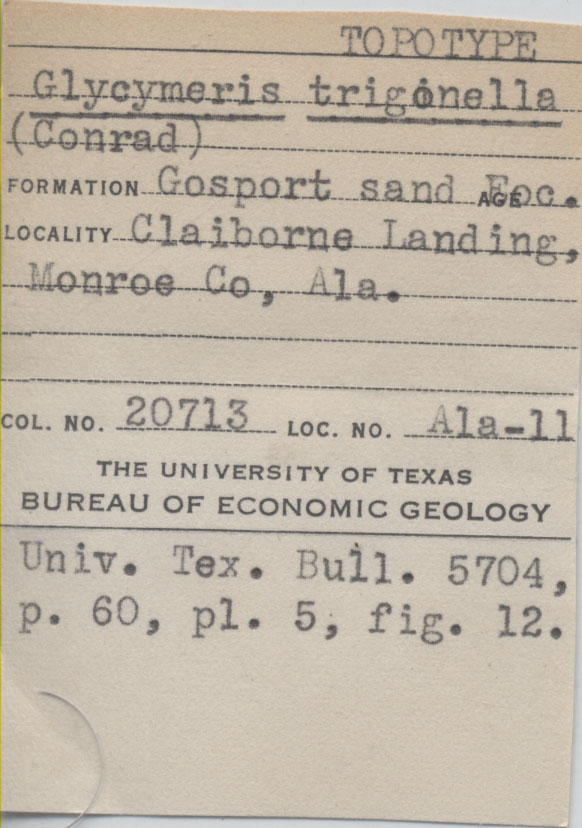 TOPOTYPE
Glycymeris trigonella
(Conrad)
FORMATION Gosport sand AGE Eoc.
LOCALITY Claiborne Landing,
Monroe Co, Ala.
COL. NO. 20713 LOC. NO. Ala-11
THE UNIVERSITY OF TEXAS
BUREAU OF ECONOMIC GEOLOGY
Univ. Tex. Bull. 5704,
p. 60, pl. 5, fig. 12.